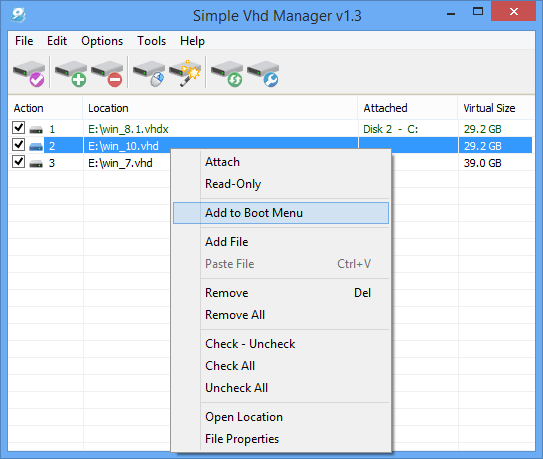 Simple Vhd Manager v1.3
File Edit Options Tools Help
Action Location Attached Virtual Size
1 E:\win_8.1.vhdx Disk 2 - C: 29.2 GB
2 E:\win_10.vhd 29.2 GB
3 E:\win_7.vhd 39.0 GB
Attach
Read-Only
Add to Boot Menu
Add File
Paste File Ctrl+V
Remove Del
Remove All
Check - Uncheck
Check All
Uncheck All
Open Location
File Properties